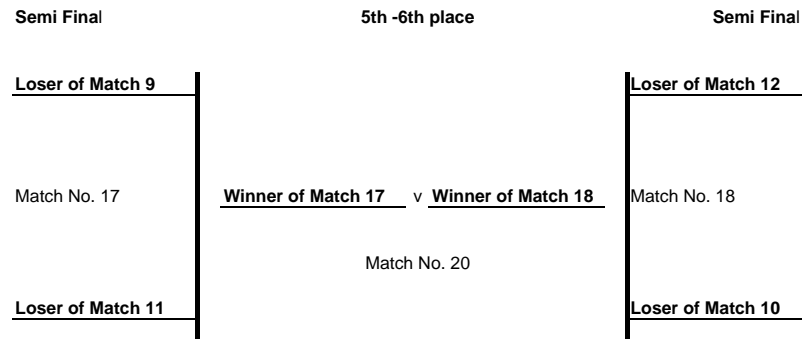 Semi Final 5th -6th place Semi Final
Loser of Match 9 Loser of Match 12
Match No. 17 Winner of Match 17 v Winner of Match 18 Match No. 18
Match No. 20
Loser of Match 11 Loser of Match 10